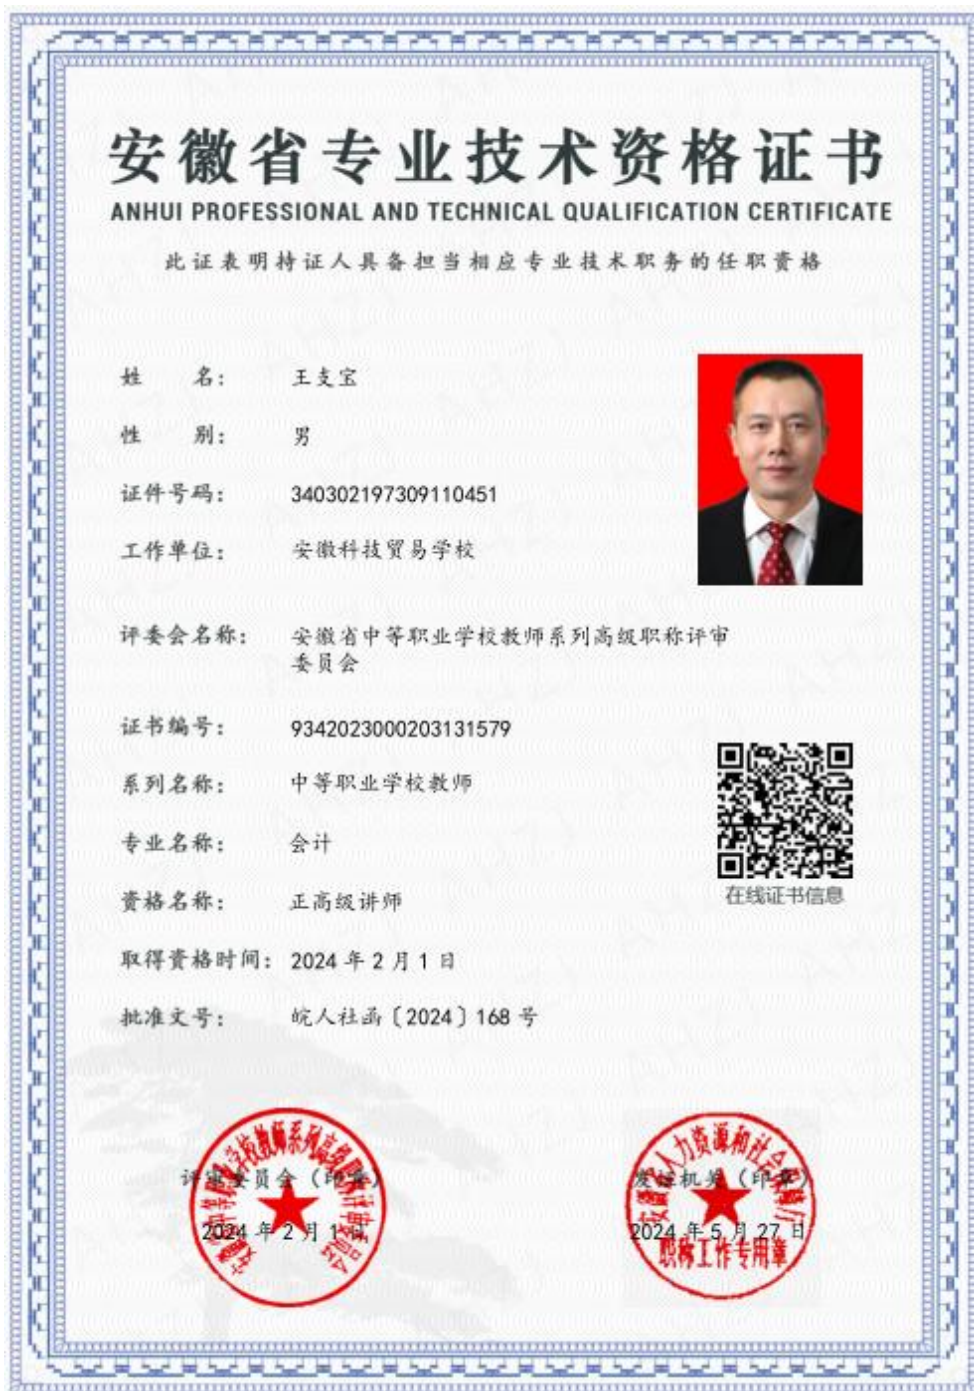 安徽省专业技术资格证书
ANHUI PROFESSIONAL AND TECHNICAL QUALIFICATION CERTIFICATE
此证表明持证人具备担当相应专业技术职务的任职资格
姓 名: 王支宝
性 别: 男
证件号码: 340302197309110451
工作单位: 安徽科技贸易学校
评委会名称: 安徽省中等职业学校教师系列高级职称评审
委员会
证书编号: 9342023000203131579
系列名称: 中等职业学校教师
专业名称: 会计
在线证书信息
资格名称: 正高级讲师
取得资格时间: 2024 年 2 月 1 日
批准文号: 皖人社函〔2024〕168 号
评审委员会（印章）
2024 年 2 月 1 日
发证机关（印章）
2024 年 5 月 27 日
职称工作专用章